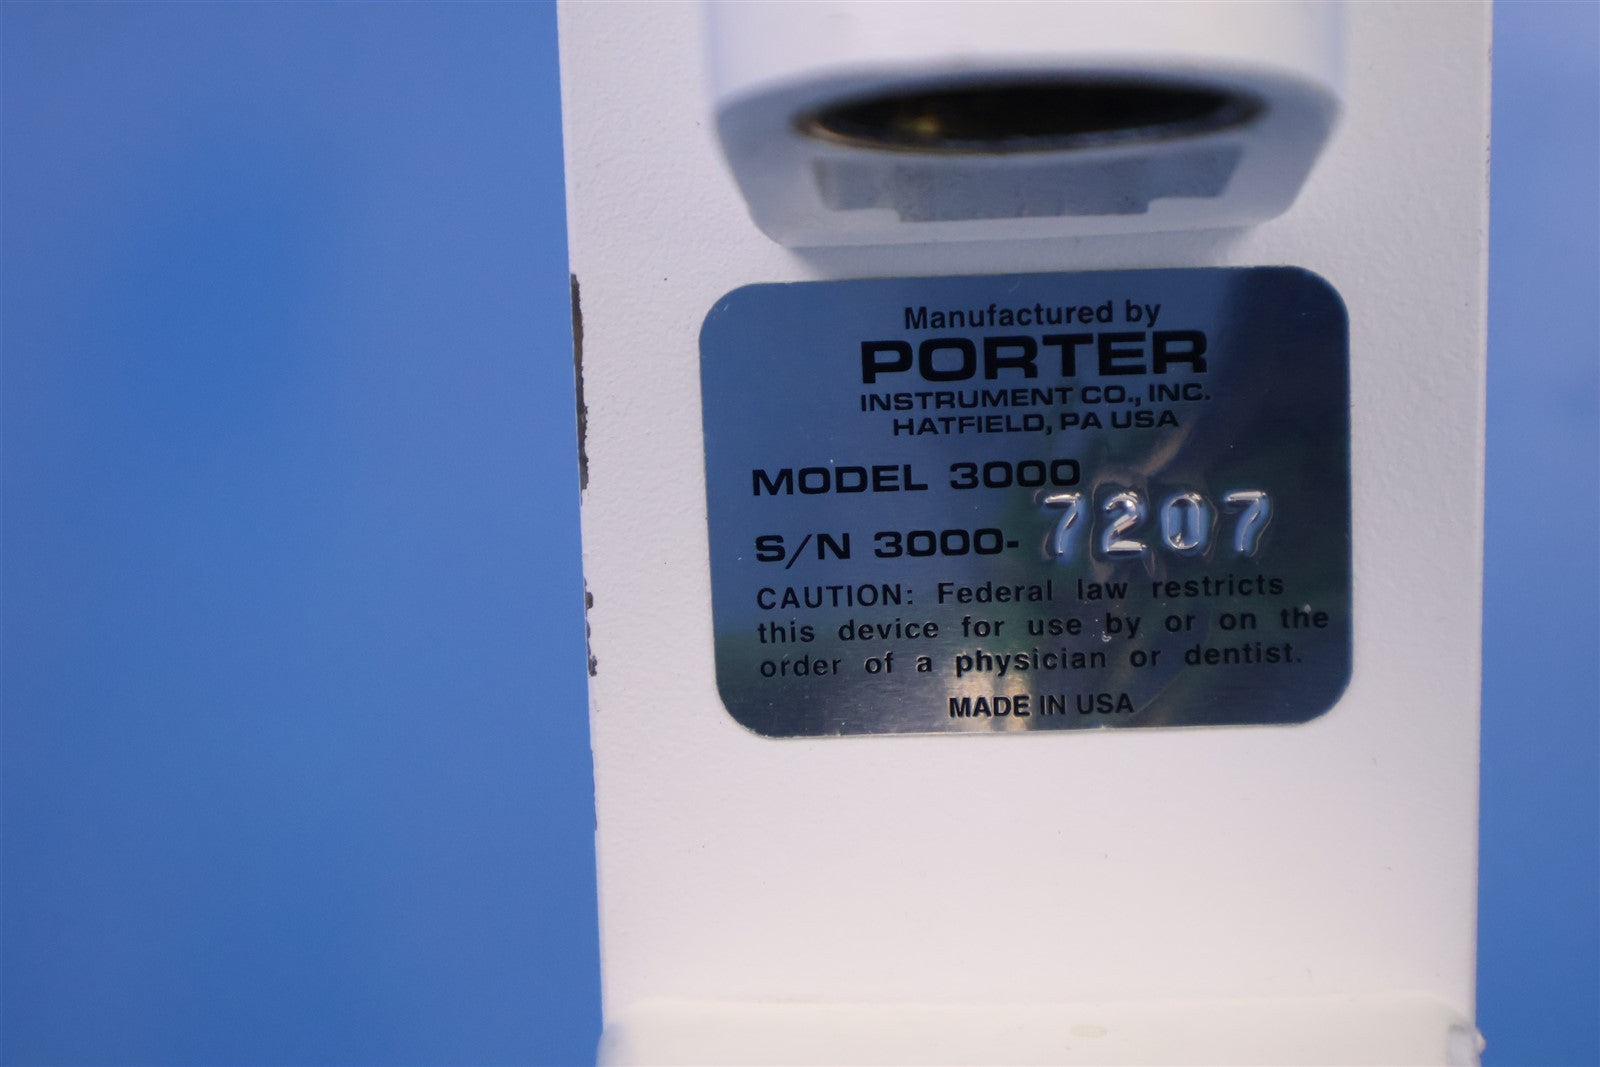 Manufactured by
PORTER
INSTRUMENT CO., INC.
HATFIELD, PA USA
MODEL 3000
S/N 3000- 7207
CAUTION: Federal law restricts
this device for use by or on the
order of a physician or dentist.
MADE IN USA